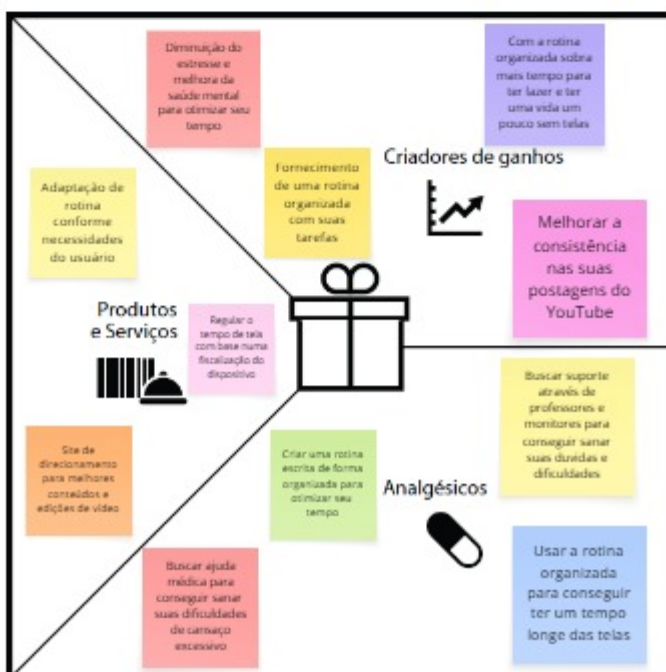 Diminuição do
estresse e
melhora da
saúde mental
para otimizar seu
tempo
Com a rotina
organizada sobra
mais tempo para
ter lazer e ter
uma vida um
pouco sem telas
Fornecimento
de uma rotina
organizada
com suas
tarefas
Criadores de ganhos
Adaptação de
rotina
conforme
necessidades
do usuário
Melhorar a
consistência
nas suas
postagens do
YouTube
Produtos
e Serviços
Regular o
tempo de tela
com base numa
fiscalização do
dispositivo
Buscar suporte
através de
professores e
monitores para
conseguir sanar
suas duvidas e
dificuldades
Site de
direcionamento
para melhores
conteúdos e
edições de vídeo
Criar uma rotina
escrita de forma
organizada para
otimizar seu
tempo
Analgésicos
Buscar ajuda
médica para
conseguir sanar
suas dificuldades
de cansaço
excessivo
Usar a rotina
organizada
para conseguir
ter um tempo
longe das telas